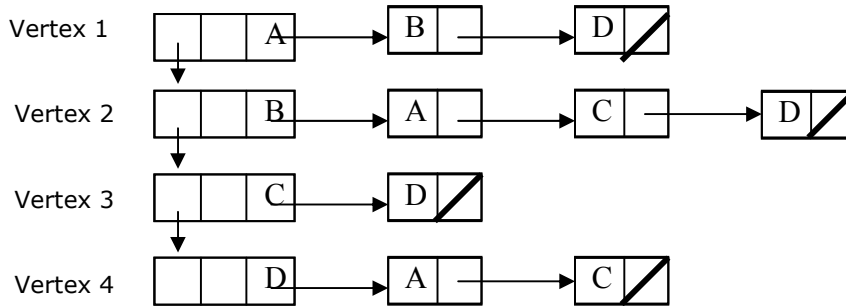 Vertex 1 A B D
Vertex 2 B A C D
Vertex 3 C D
Vertex 4 D A C